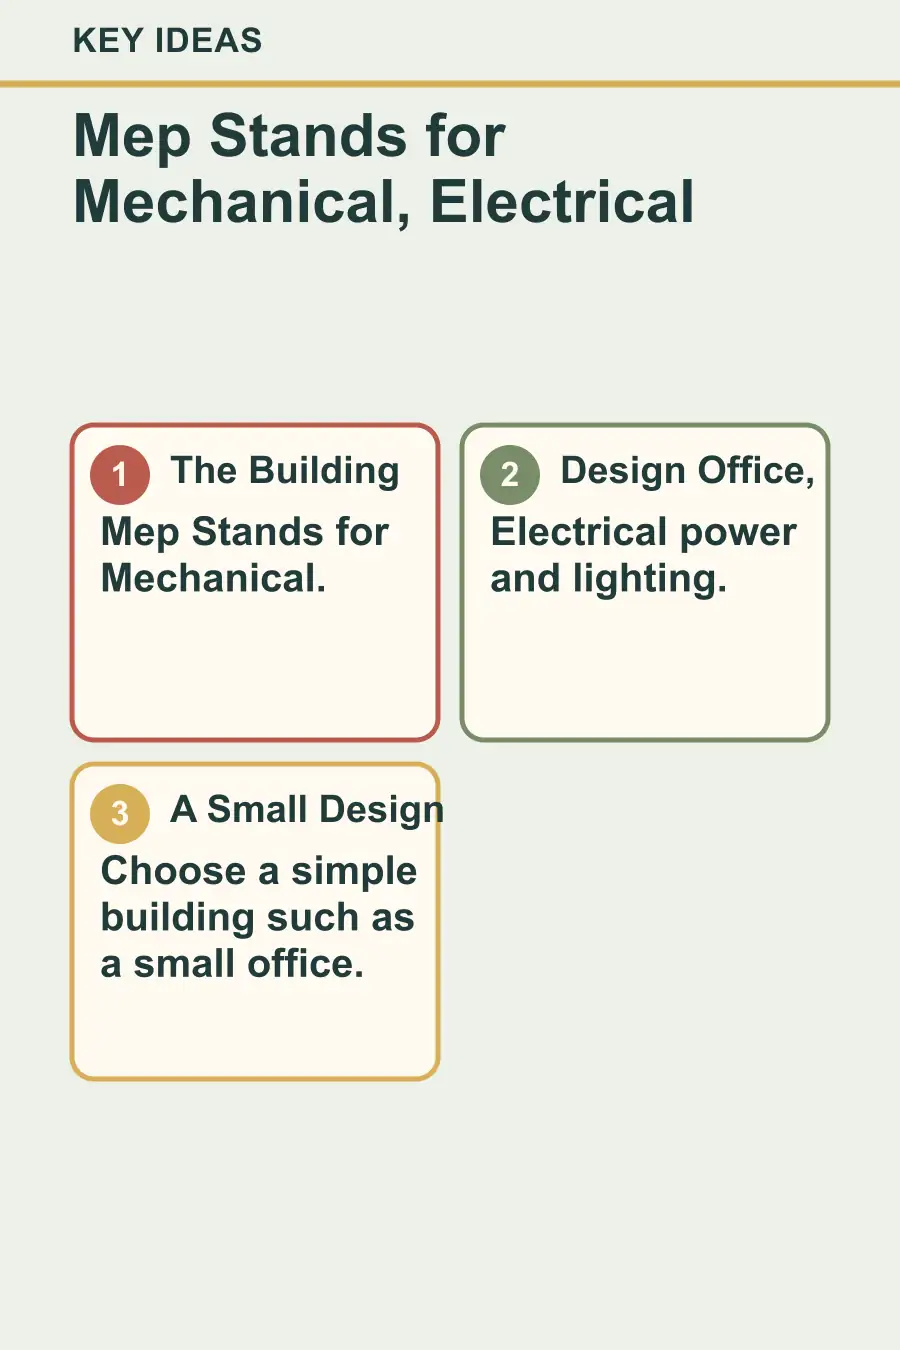 KEY IDEAS
Mep Stands for
Mechanical, Electrical
1
The Building
Mep Stands for
Mechanical.
2
Design Office,
Electrical power
and lighting.
3
A Small Design
Choose a simple
building such as
a small office.